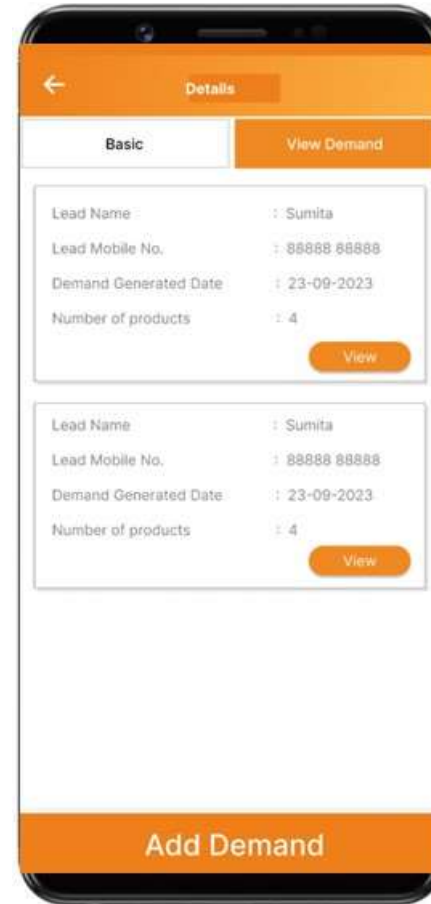 Details
Basic View Demand
Lead Name : Sumita
Lead Mobile No. : 88888 88888
Demand Generated Date : 23-09-2023
Number of products : 4
View
Lead Name : Sumita
Lead Mobile No. : 88888 88888
Demand Generated Date : 23-09-2023
Number of products : 4
View
Add Demand